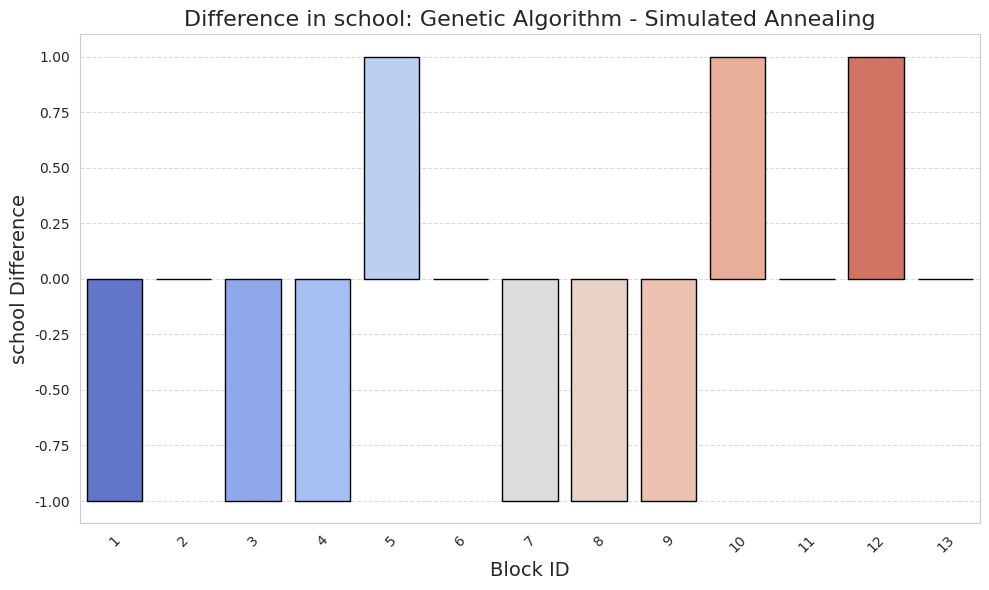 Difference in school: Genetic Algorithm - Simulated Annealing
school Difference
1.00
0.75
0.50
0.25
0.00
-0.25
-0.50
-0.75
-1.00
1 2 3 4 5 6 7 8 9 10 11 12 13
Block ID